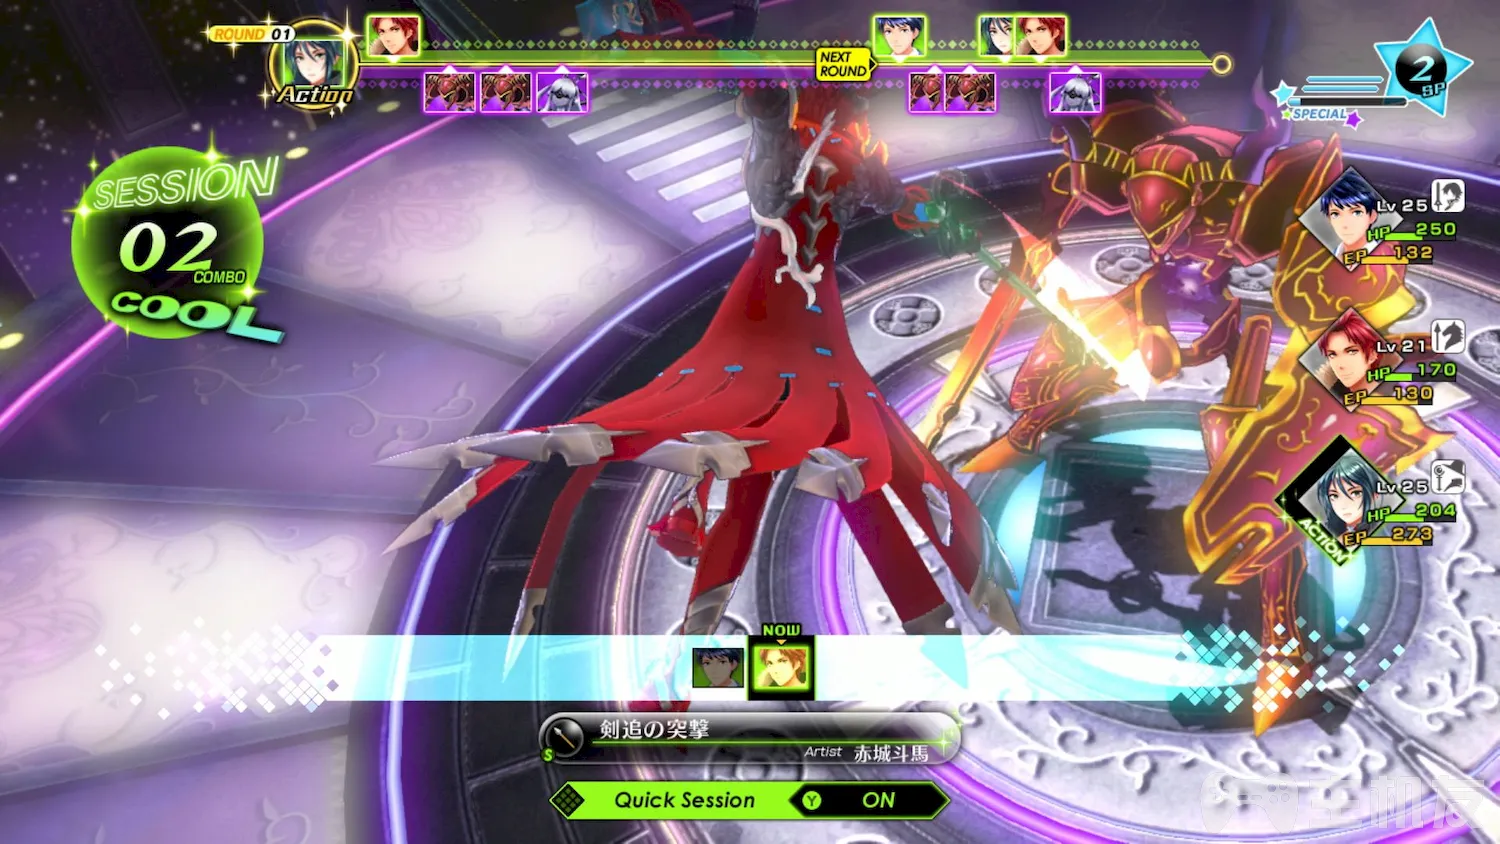 ROUND 01
Action
NEXT
ROUND
2
SP
SPECIAL
SESSION
02
COMBO
COOL
Lv 25
HP 250
EP 132
Lv 21
HP 170
EP 130
Lv 25
HP 204
EP 273
ACTION
NOW
剣追の突撃
S
Artist 赤城斗馬
Quick Session Y ON